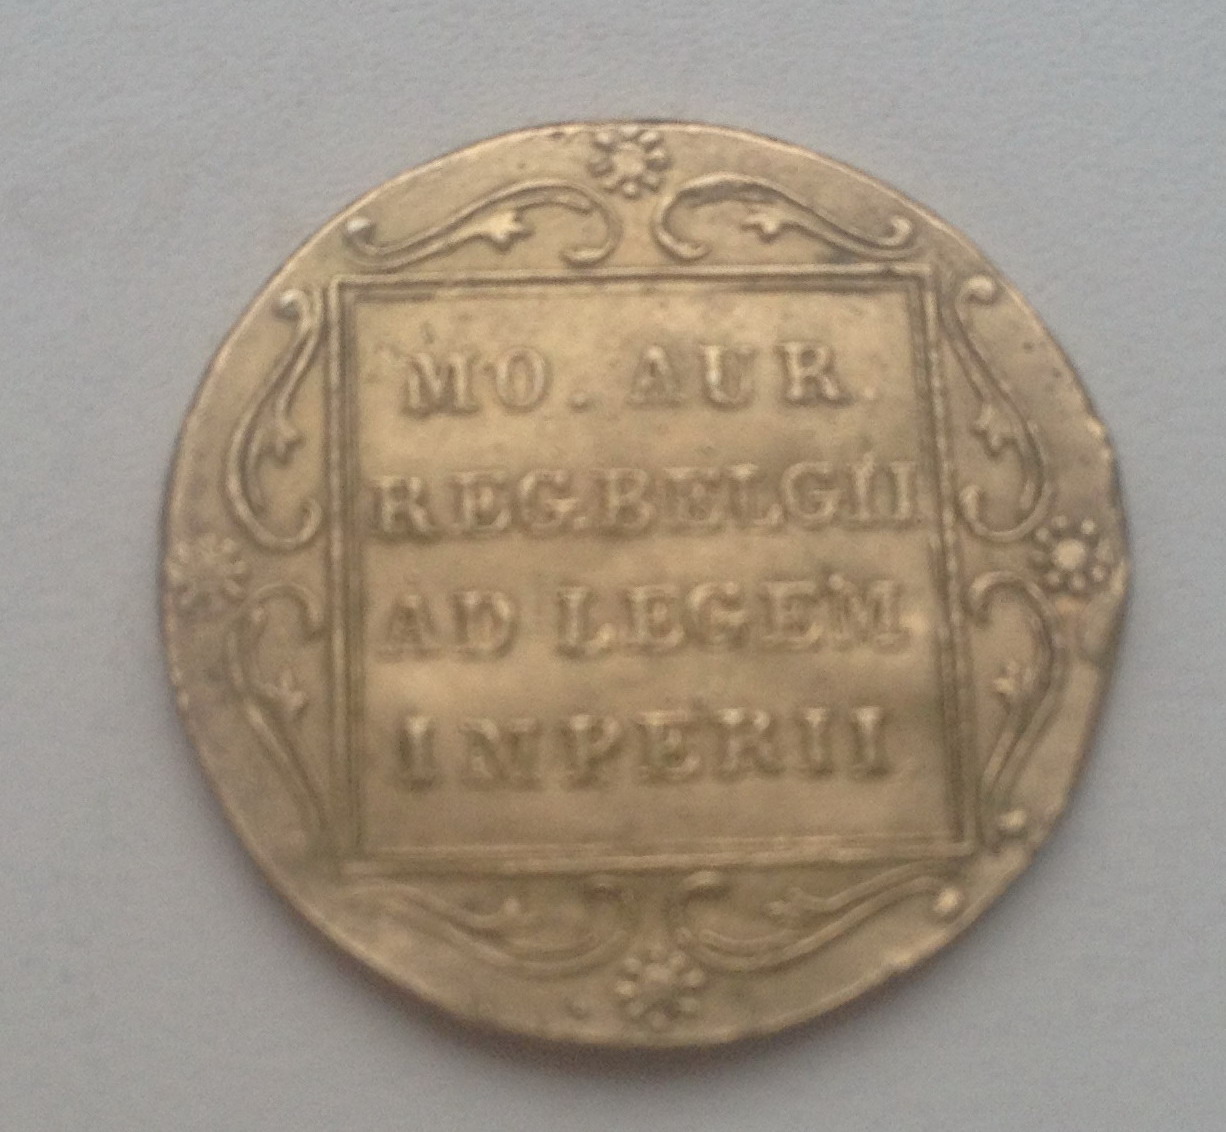 MO. AUR.
REG.BELGII
AD LEGEM
IMPERII